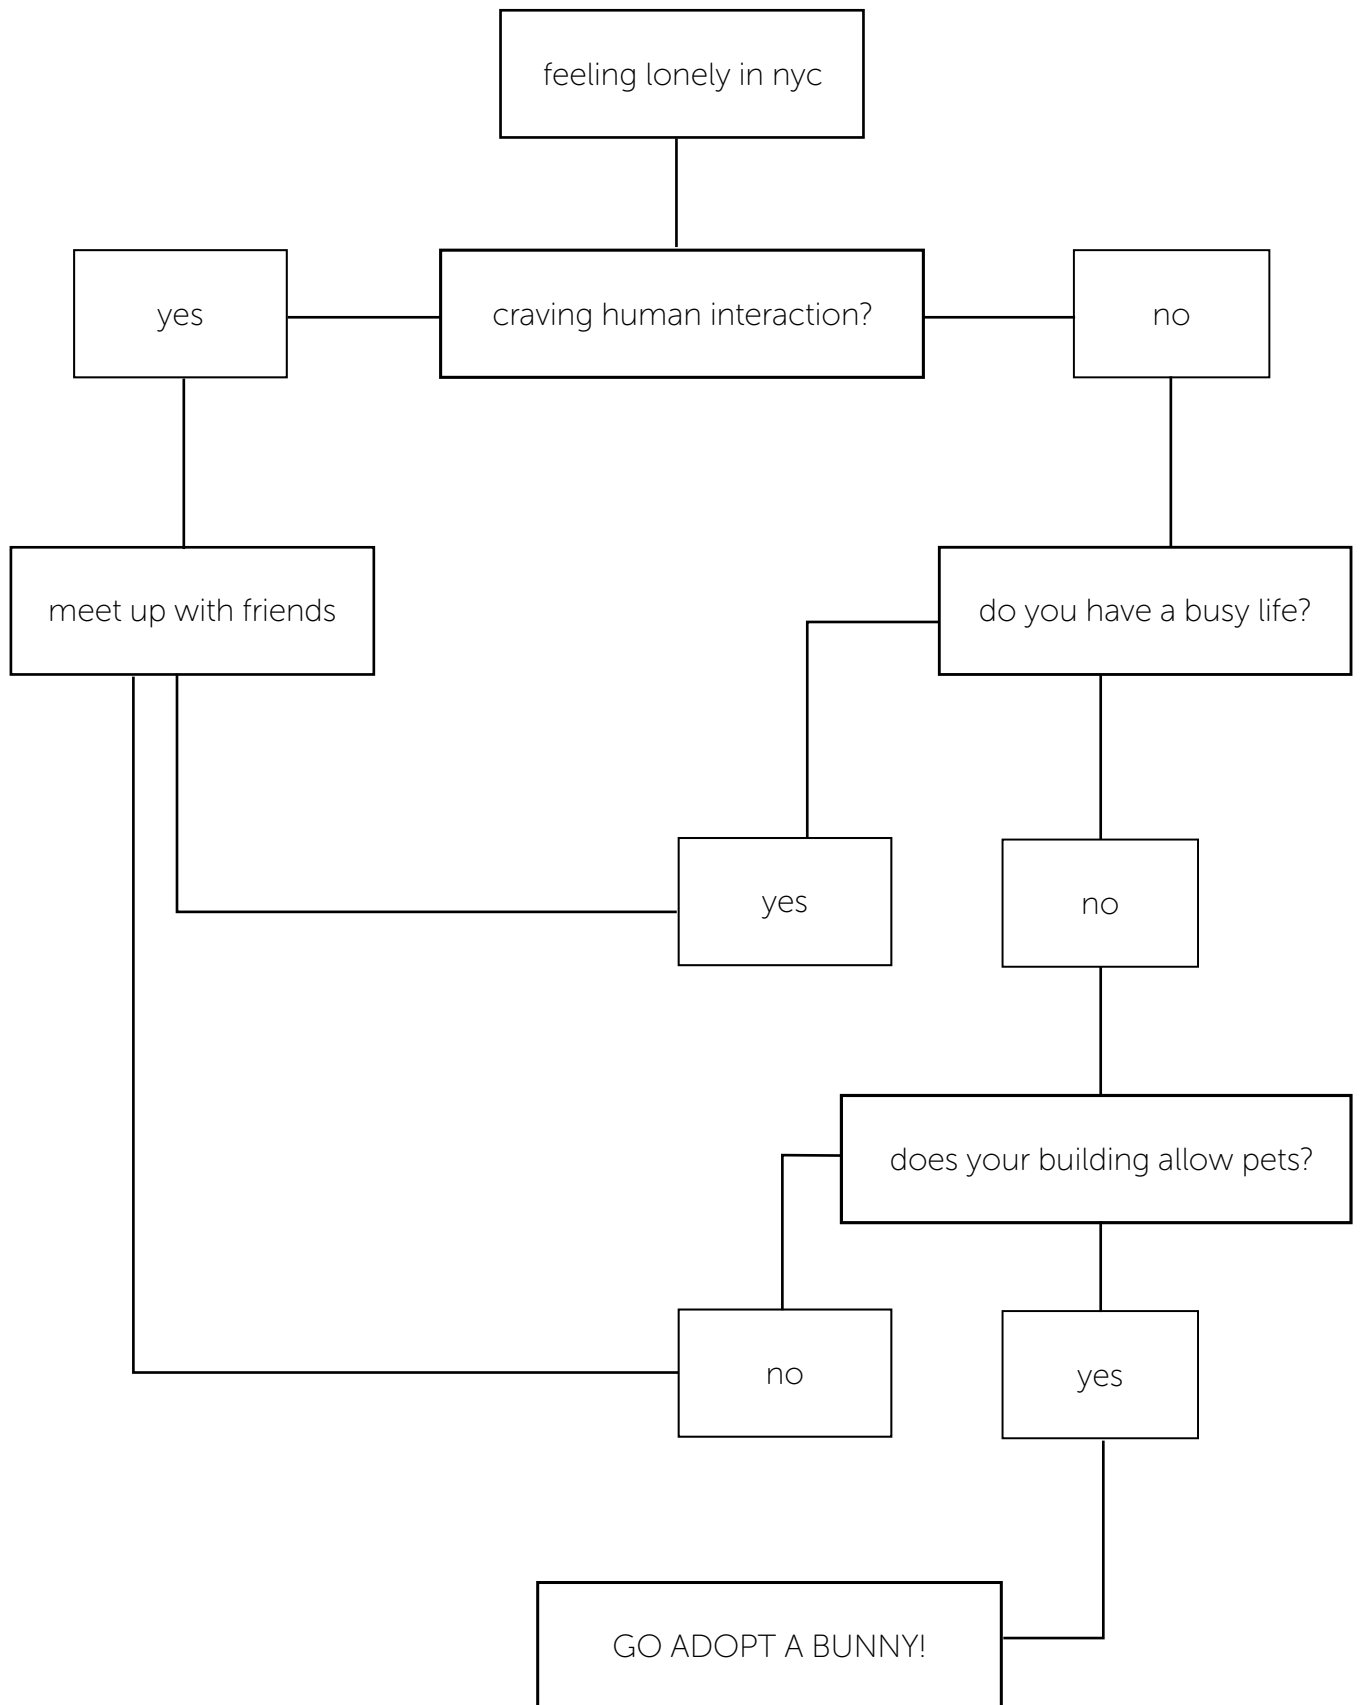 feeling lonely in nyc
yes
craving human interaction?
no
meet up with friends
do you have a busy life?
yes
no
does your building allow pets?
no
yes
GO ADOPT A BUNNY!